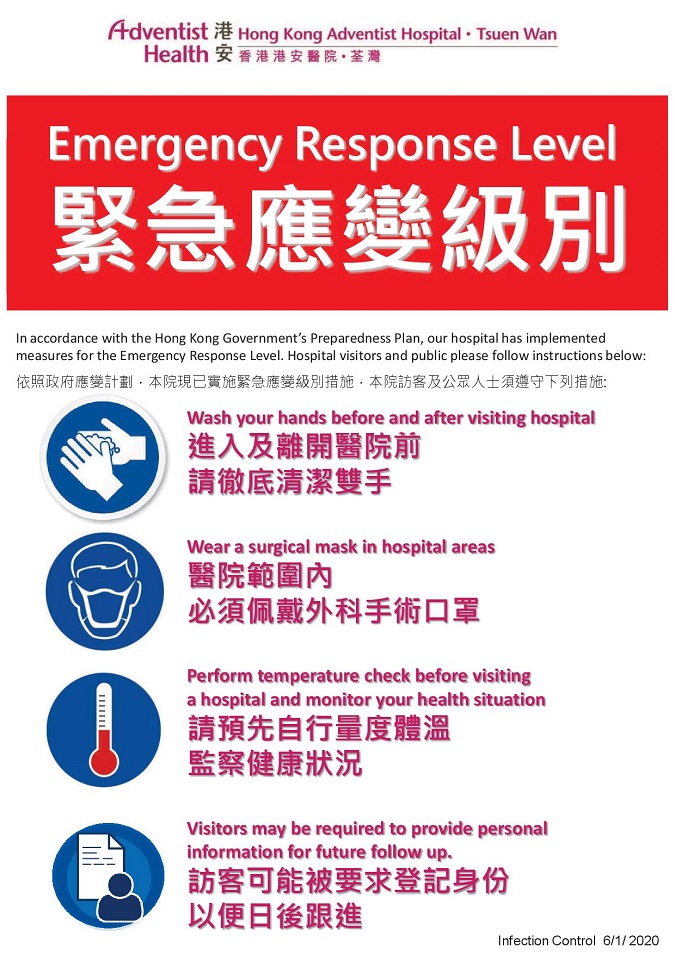 Adventist Health 港安 Hong Kong Adventist Hospital · Tsuen Wan
香港港安醫院·荃灣
Emergency Response Level
緊急應變級別
In accordance with the Hong Kong Government's Preparedness Plan, our hospital has implemented
measures for the Emergency Response Level. Hospital visitors and public please follow instructions below:
依照政府應變計劃，本院現已實施緊急應變級別措施，本院訪客及公眾人士須遵守下列措施:
Wash your hands before and after visiting hospital
進入及離開醫院前
請徹底清潔雙手
Wear a surgical mask in hospital areas
醫院範圍內
必須佩戴外科手術口罩
Perform temperature check before visiting
a hospital and monitor your health situation
請預先自行量度體溫
監察健康狀況
Visitors may be required to provide personal
information for future follow up.
訪客可能被要求登記身份
以便日後跟進
Infection Control 6/1/2020